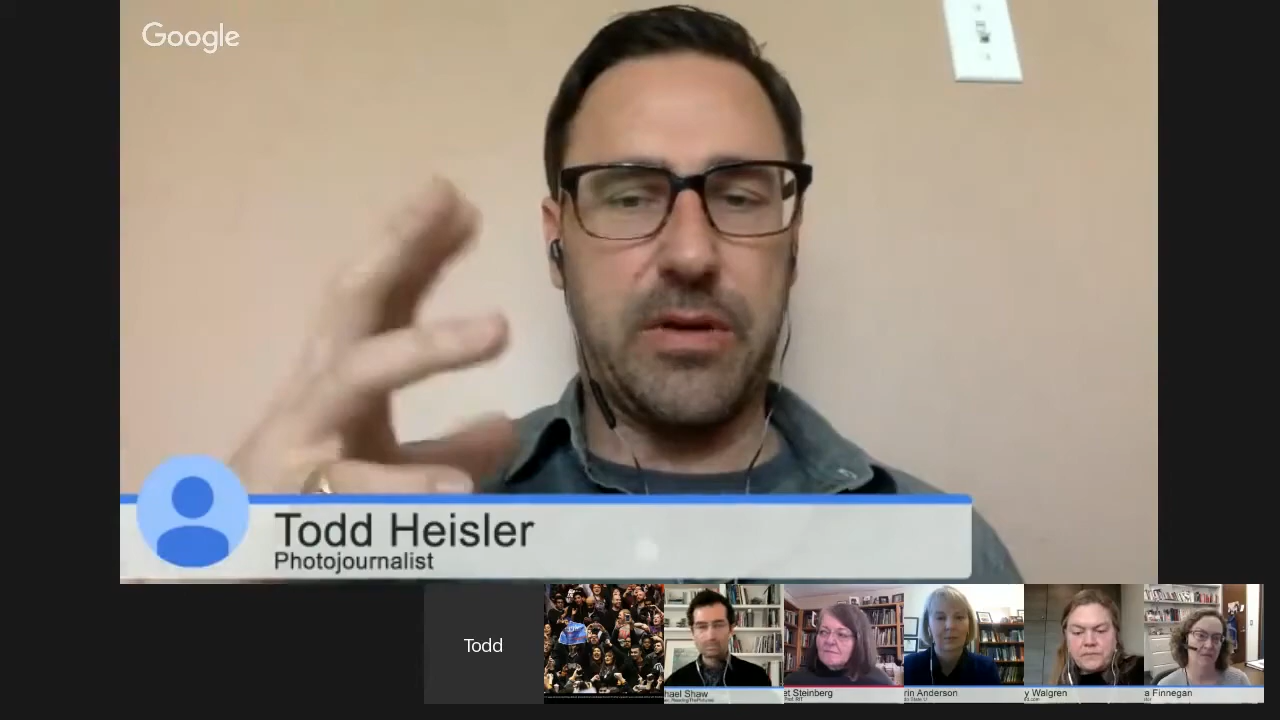 Google
Todd Heisler
Photojournalist
Todd
hael Shaw
et Steinberg
rin Anderson
y Walgren
a Finnegan